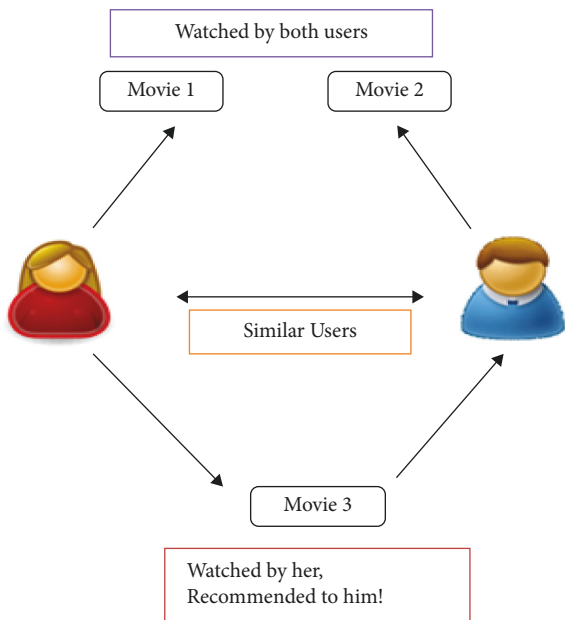 Watched by both users
Movie 1
Movie 2
Similar Users
Movie 3
Watched by her,
Recommended to him!